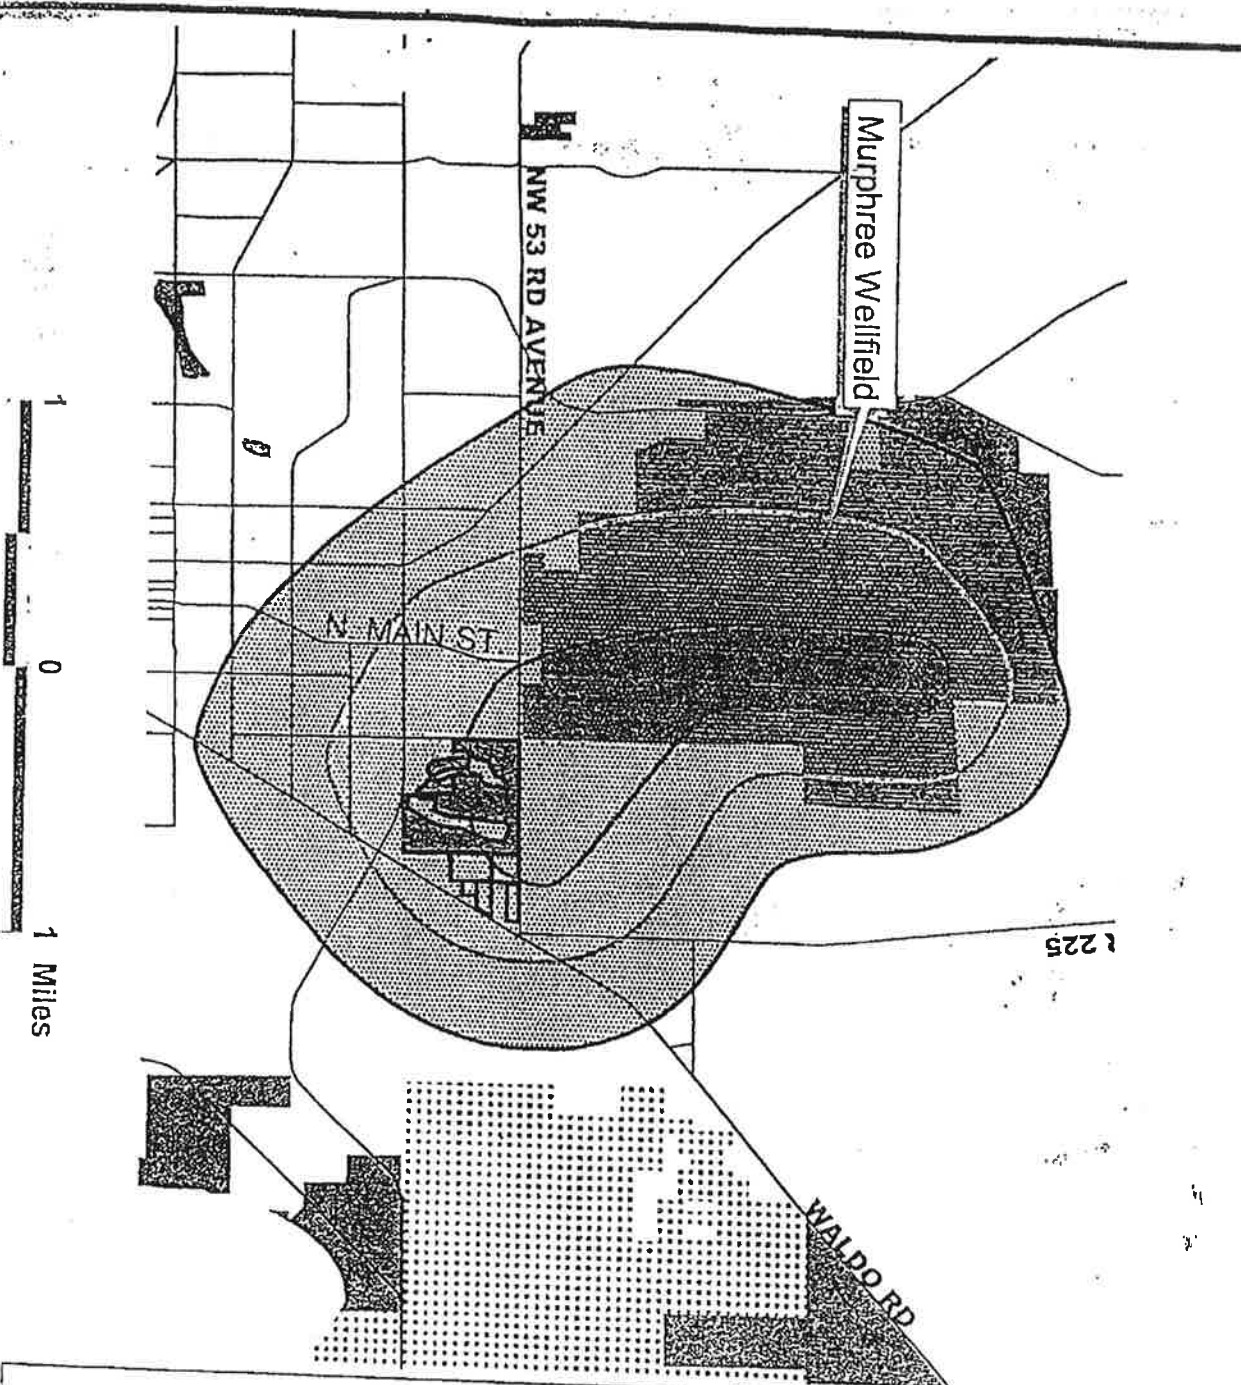 Murphree Wellfield
NW 53 RD AVENUE
N. MAIN ST.
225
WALDO RD
1
0
1 Miles